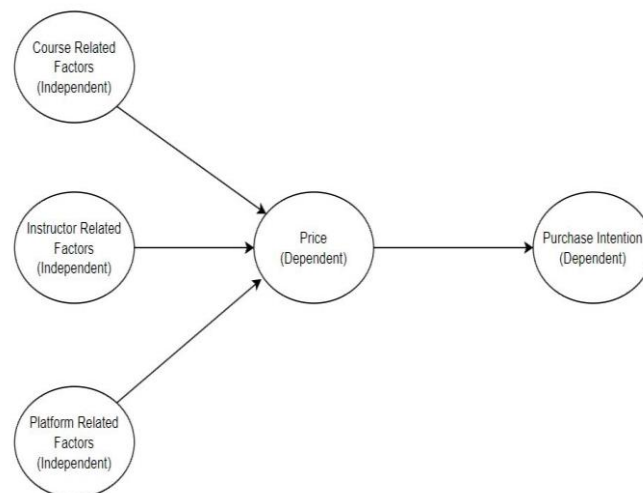 Course Related
Factors
(Independent)
Instructor Related
Factors
(Independent)
Price
(Dependent)
Purchase Intention
(Dependent)
Platform Related
Factors
(Independent)